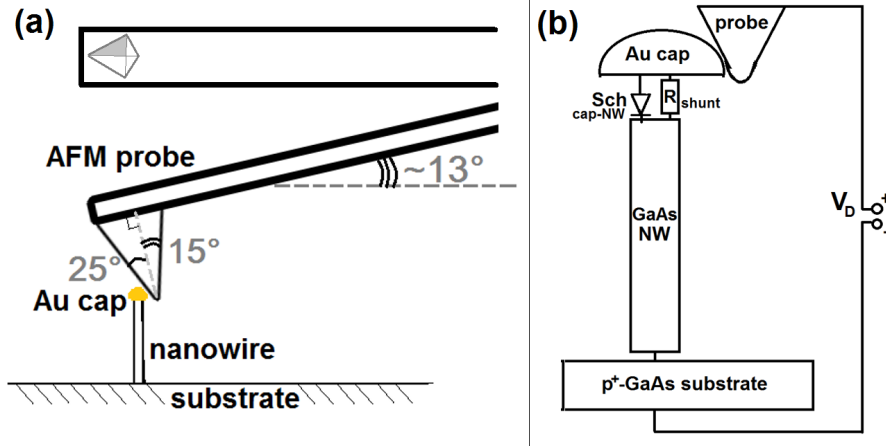 (a)
AFM probe
~13°
15°
25°
Au cap
nanowire
substrate
(b)
probe
Au cap
Sch
cap-NW
R
shunt
GaAs
NW
V_D
+
-
p⁺-GaAs substrate